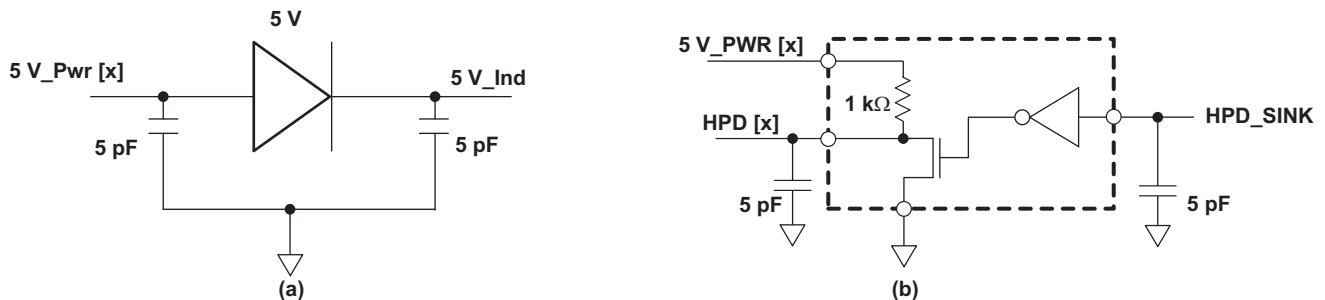 5 V
5 V_Pwr [x]
5 V_Ind
5 pF
5 pF
(a)
5 V_PWR [x]
1 kΩ
HPD [x]
HPD_SINK
5 pF
5 pF
(b)